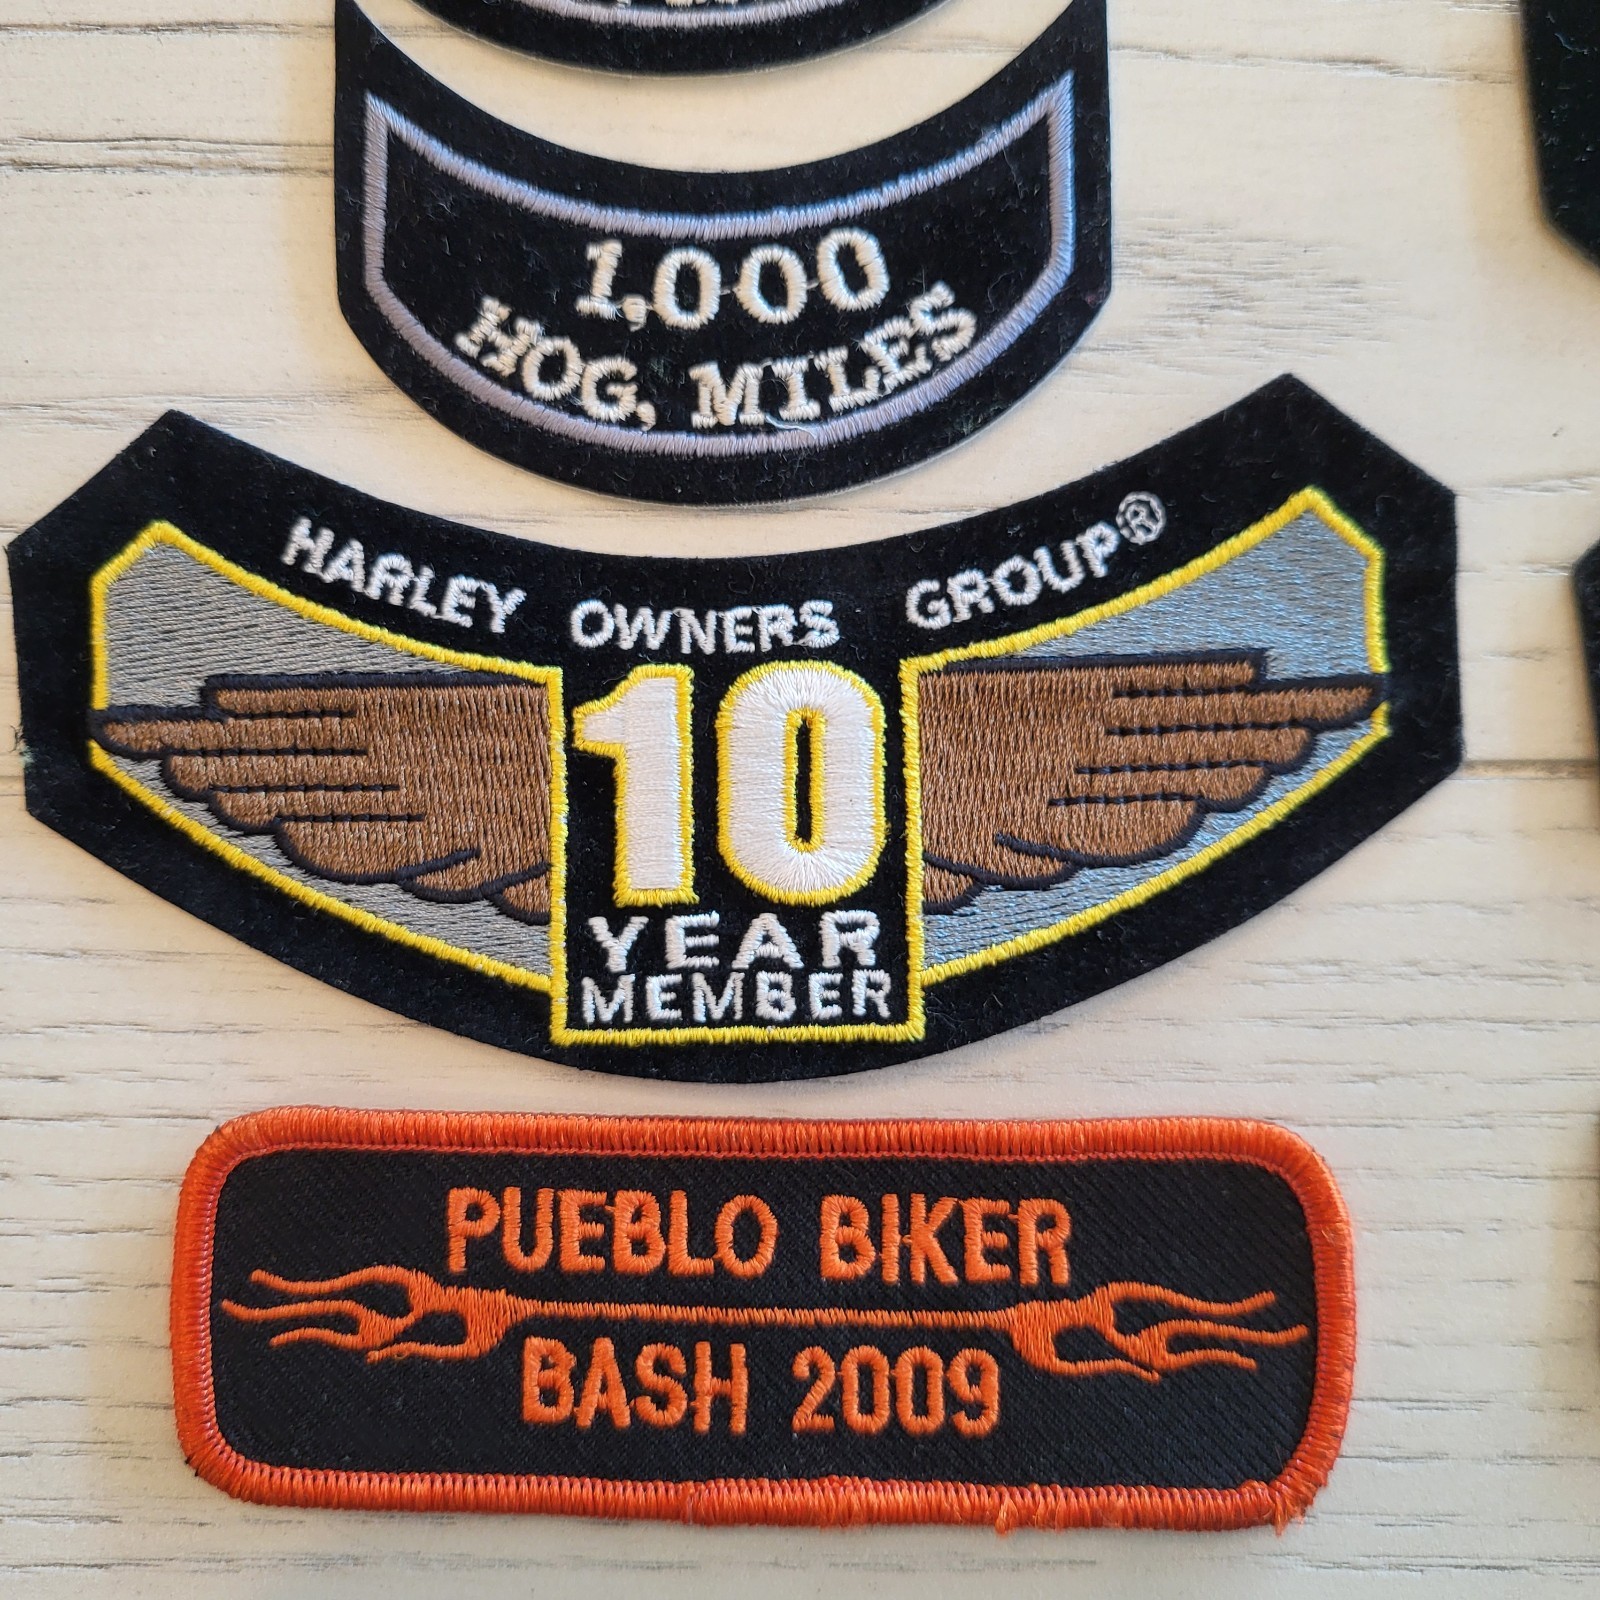 1,000
HOG, MILES
HARLEY OWNERS GROUP®
10
YEAR
MEMBER
PUEBLO BIKER
BASH 2009